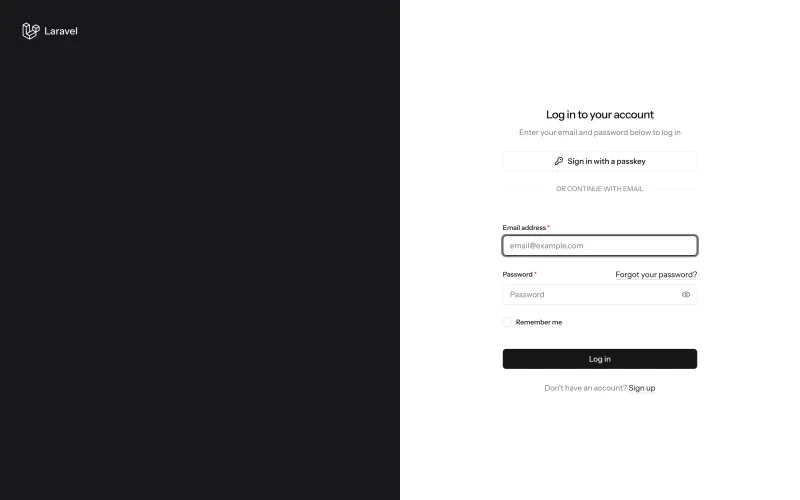 Laravel
Log in to your account
Enter your email and password below to log in
Sign in with a passkey
OR CONTINUE WITH EMAIL
Email address *
email@example.com
Password * Forgot your password?
Password
Remember me
Log in
Don't have an account? Sign up